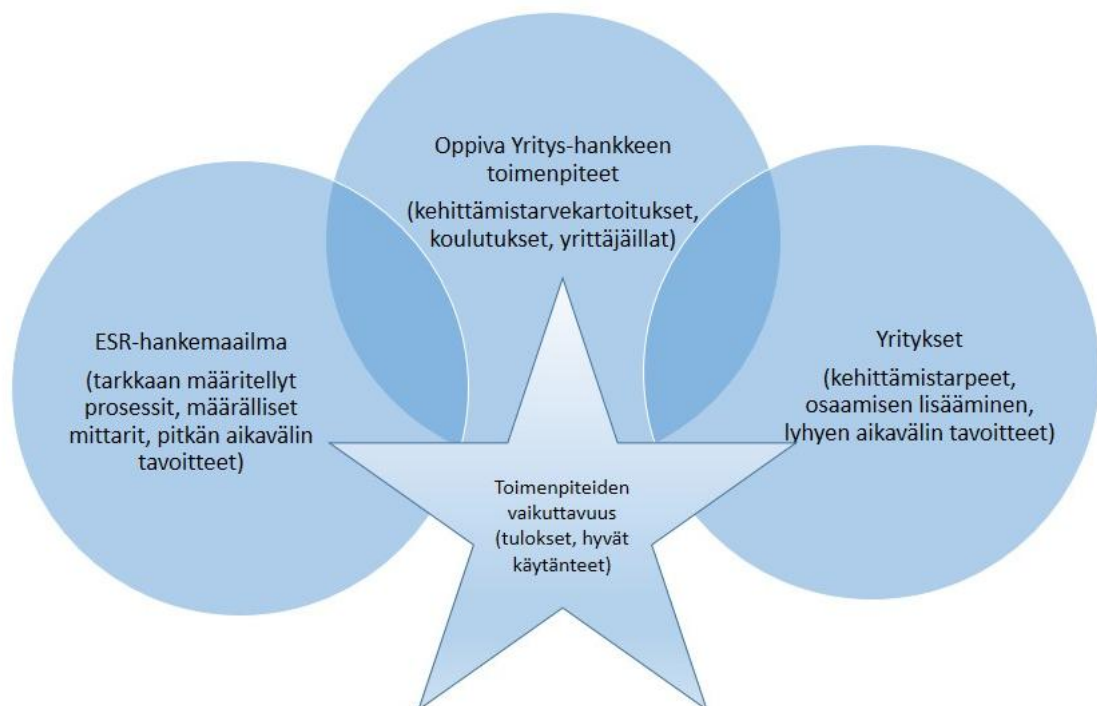 Oppiva Yritys-hankkeen
toimenpiteet
(kehittämistarvekartoitukset,
koulutukset, yrittäjäillat)
ESR-hankemaailma
(tarkkaan määritellyt
prosessit, määrälliset
mittarit, pitkän aikavälin
tavoitteet)
Yritykset
(kehittämistarpeet,
osaamisen lisääminen,
lyhyen aikavälin tavoitteet)
Toimenpiteiden
vaikuttavuus
(tulokset, hyvät
käytänteet)